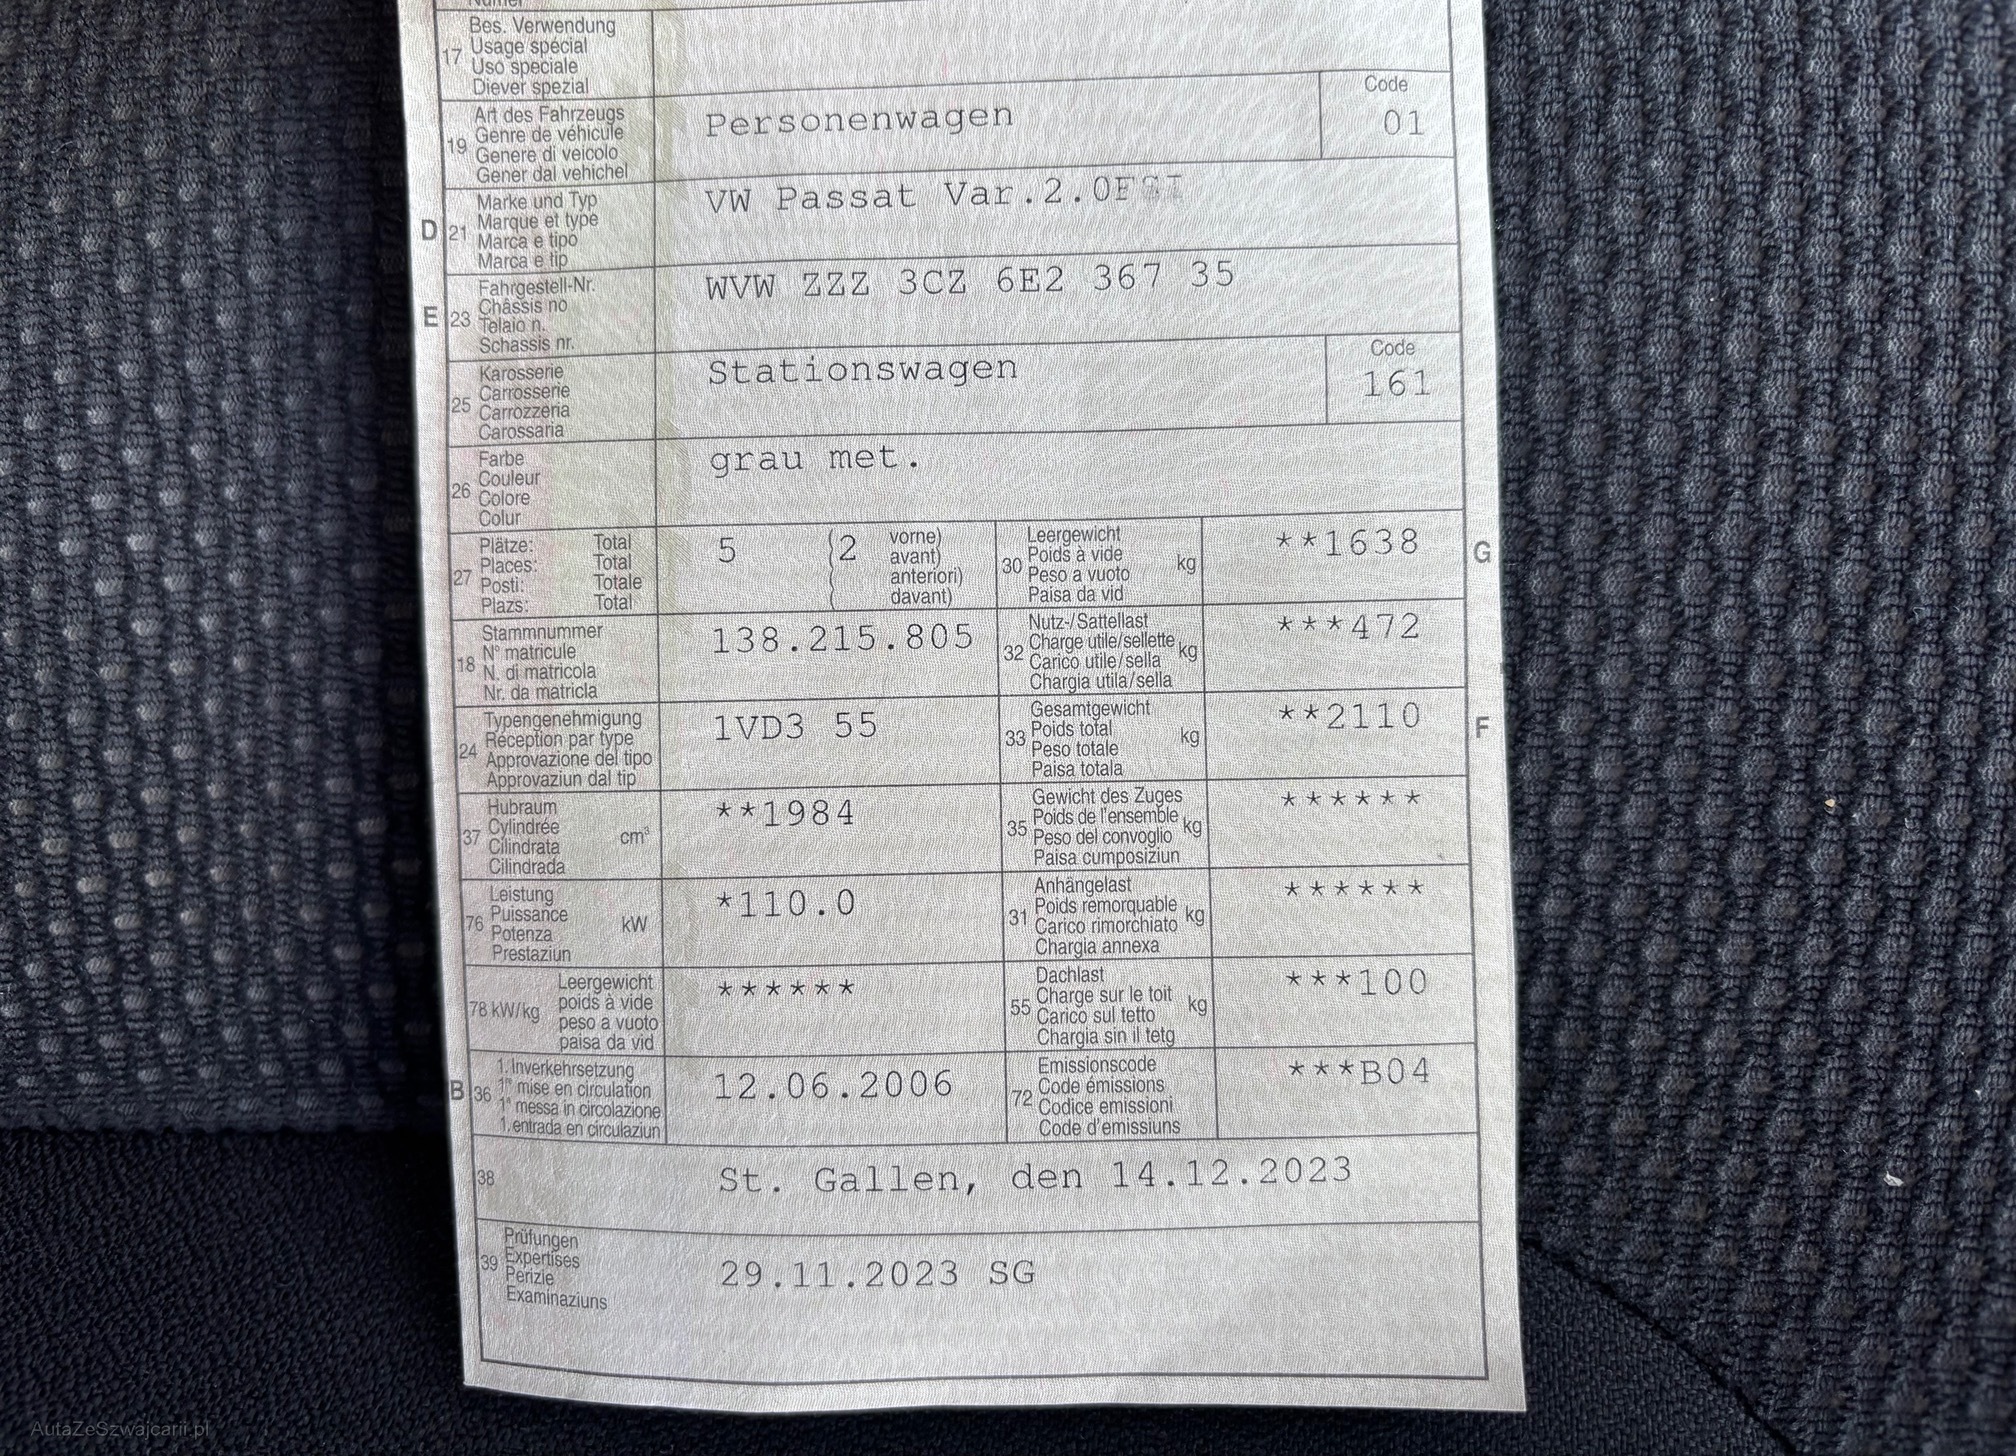 17 Bes. Verwendung
Usage spécial
Uso speciale
Diever spezial
19 Art des Fahrzeugs
Genre de véhicule
Genere di veicolo
Gener dal vehichel
Personenwagen
Code
01
D 21 Marke und Typ
Marque et type
Marca e tipo
Marca e tip
VW Passat Var.2.0FSI
E 23 Fahrgestell-Nr.
Châssis no
Telaio n.
Schassis nr.
WVW ZZZ 3CZ 6E2 367 35
25 Karosserie
Carrosserie
Carrozzeria
Carossaria
Stationswagen
Code
161
26 Farbe
Couleur
Colore
Colur
grau met.
27 Plätze: Total
Places: Total
Posti: Totale
Plazs: Total
5 (2 vorne)
avant)
anteriori)
davant)
30 Leergewicht
Poids à vide kg
Peso a vuoto
Paisa da vid
**1638 G
18 Stammnummer
N° matricule
N. di matricola
Nr. da matricla
138.215.805
32 Nutz-/Sattellast
Charge utile/sellette kg
Carico utile/sella
Chargia utila/sella
***472
24 Typengenehmigung
Réception par type
Approvazione del tipo
Approvaziun dal tip
1VD3 55
33 Gesamtgewicht
Poids total kg
Peso totale
Paisa totala
**2110 F
37 Hubraum
Cylindrée cm³
Cilindrata
Cilindrada
**1984
35 Gewicht des Zuges
Poids de l'ensemble kg
Peso del convoglio
Paisa cumposiziun
******
76 Leistung
Puissance kW
Potenza
Prestaziun
*110.0
31 Anhängelast
Poids remorquable kg
Carico rimorchiato
Chargia annexa
******
78 kW/kg Leergewicht
poids à vide
peso a vuoto
paisa da vid
******
55 Dachlast
Charge sur le toit kg
Carico sul tetto
Chargia sin il tetg
***100
B 36 1. Inverkehrsetzung
1re mise en circulation
1a messa in circolazione
1. entrada en circulaziun
12.06.2006
72 Emissionscode
Code émissions
Codice emissioni
Code d'emissiuns
***B04
38 St. Gallen, den 14.12.2023
39 Prüfungen
Expertises
Perizie
Examinaziuns
29.11.2023 SG
AutaZeSzwajcarii.pl